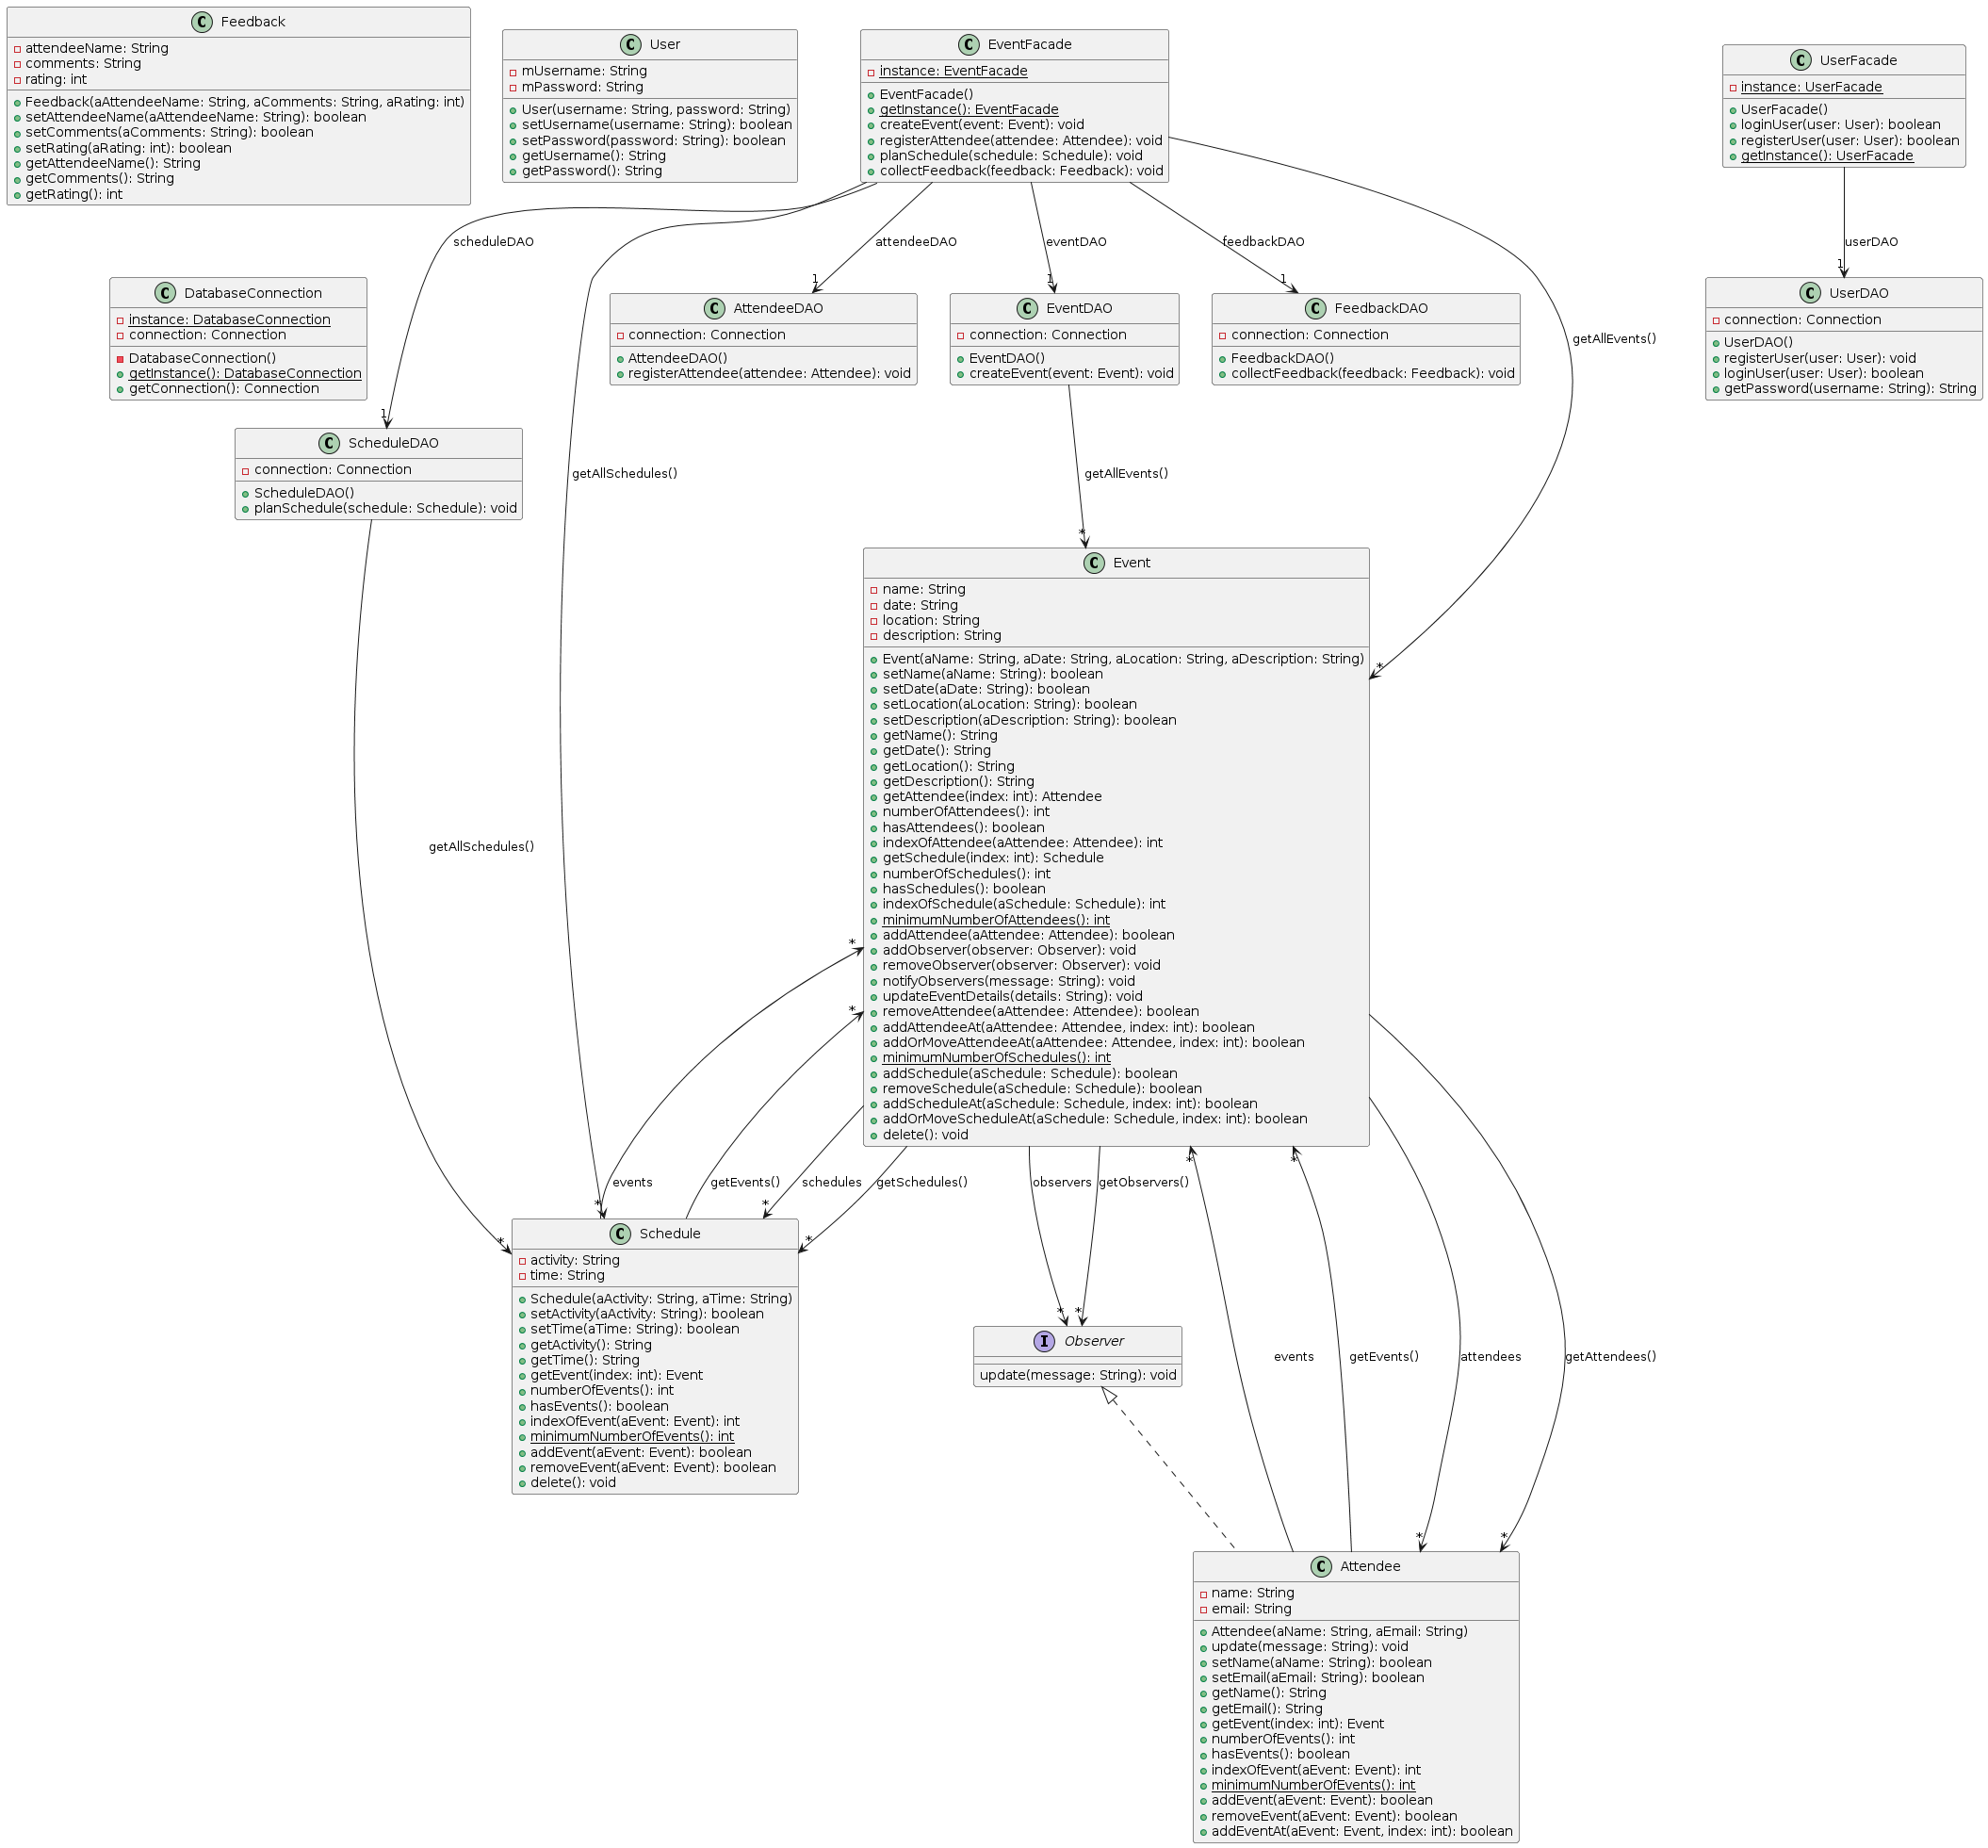 C Feedback
attendeeName: String
comments: String
rating: int
Feedback(aAttendeeName: String, aComments: String, aRating: int)
setAttendeeName(aAttendeeName: String): boolean
setComments(aComments: String): boolean
setRating(aRating: int): boolean
getAttendeeName(): String
getComments(): String
getRating(): int
C User
mUsername: String
mPassword: String
User(username: String, password: String)
setUsername(username: String): boolean
setPassword(password: String): boolean
getUsername(): String
getPassword(): String
C EventFacade
instance: EventFacade
EventFacade()
getInstance(): EventFacade
createEvent(event: Event): void
registerAttendee(attendee: Attendee): void
planSchedule(schedule: Schedule): void
collectFeedback(feedback: Feedback): void
C UserFacade
instance: UserFacade
UserFacade()
loginUser(user: User): boolean
registerUser(user: User): boolean
getInstance(): UserFacade
scheduleDAO
attendeeDAO
eventDAO
feedbackDAO
userDAO
1
1
1
1
C DatabaseConnection
instance: DatabaseConnection
connection: Connection
DatabaseConnection()
getInstance(): DatabaseConnection
getConnection(): Connection
C AttendeeDAO
connection: Connection
AttendeeDAO()
registerAttendee(attendee: Attendee): void
C EventDAO
connection: Connection
EventDAO()
createEvent(event: Event): void
C FeedbackDAO
connection: Connection
FeedbackDAO()
collectFeedback(feedback: Feedback): void
getAllEvents()
C UserDAO
connection: Connection
UserDAO()
registerUser(user: User): void
loginUser(user: User): boolean
getPassword(username: String): String
1
C ScheduleDAO
connection: Connection
ScheduleDAO()
planSchedule(schedule: Schedule): void
getAllSchedules()
getAllEvents()
*
C Event
name: String
date: String
location: String
description: String
Event(aName: String, aDate: String, aLocation: String, aDescription: String)
setName(aName: String): boolean
setDate(aDate: String): boolean
setLocation(aLocation: String): boolean
setDescription(aDescription: String): boolean
getName(): String
getDate(): String
getLocation(): String
getDescription(): String
getAttendee(index: int): Attendee
numberOfAttendees(): int
hasAttendees(): boolean
indexOfAttendee(aAttendee: Attendee): int
getSchedule(index: int): Schedule
numberOfSchedules(): int
hasSchedules(): boolean
indexOfSchedule(aSchedule: Schedule): int
minimumNumberOfAttendees(): int
addAttendee(aAttendee: Attendee): boolean
addObserver(observer: Observer): void
removeObserver(observer: Observer): void
notifyObservers(message: String): void
updateEventDetails(details: String): void
removeAttendee(aAttendee: Attendee): boolean
addAttendeeAt(aAttendee: Attendee, index: int): boolean
addOrMoveAttendeeAt(aAttendee: Attendee, index: int): boolean
minimumNumberOfSchedules(): int
addSchedule(aSchedule: Schedule): boolean
removeSchedule(aSchedule: Schedule): boolean
addScheduleAt(aSchedule: Schedule, index: int): boolean
addOrMoveScheduleAt(aSchedule: Schedule, index: int): boolean
delete(): void
*
getAllSchedules()
*
*
events
getEvents()
schedules
getSchedules()
observers
getObservers()
*
*
*
*
*
*
C Schedule
activity: String
time: String
Schedule(aActivity: String, aTime: String)
setActivity(aActivity: String): boolean
setTime(aTime: String): boolean
getActivity(): String
getTime(): String
getEvent(index: int): Event
numberOfEvents(): int
hasEvents(): boolean
indexOfEvent(aEvent: Event): int
minimumNumberOfEvents(): int
addEvent(aEvent: Event): boolean
removeEvent(aEvent: Event): boolean
delete(): void
*
*
I Observer
update(message: String): void
events
getEvents()
attendees
getAttendees()
*
*
C Attendee
name: String
email: String
Attendee(aName: String, aEmail: String)
update(message: String): void
setName(aName: String): boolean
setEmail(aEmail: String): boolean
getName(): String
getEmail(): String
getEvent(index: int): Event
numberOfEvents(): int
hasEvents(): boolean
indexOfEvent(aEvent: Event): int
minimumNumberOfEvents(): int
addEvent(aEvent: Event): boolean
removeEvent(aEvent: Event): boolean
addEventAt(aEvent: Event, index: int): boolean